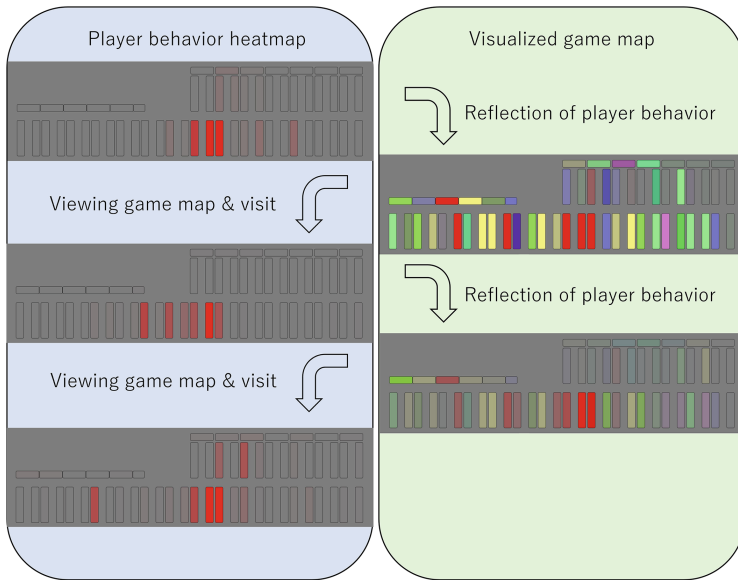 Player behavior heatmap
Visualized game map
Reflection of player behavior
Viewing game map & visit
Reflection of player behavior
Viewing game map & visit